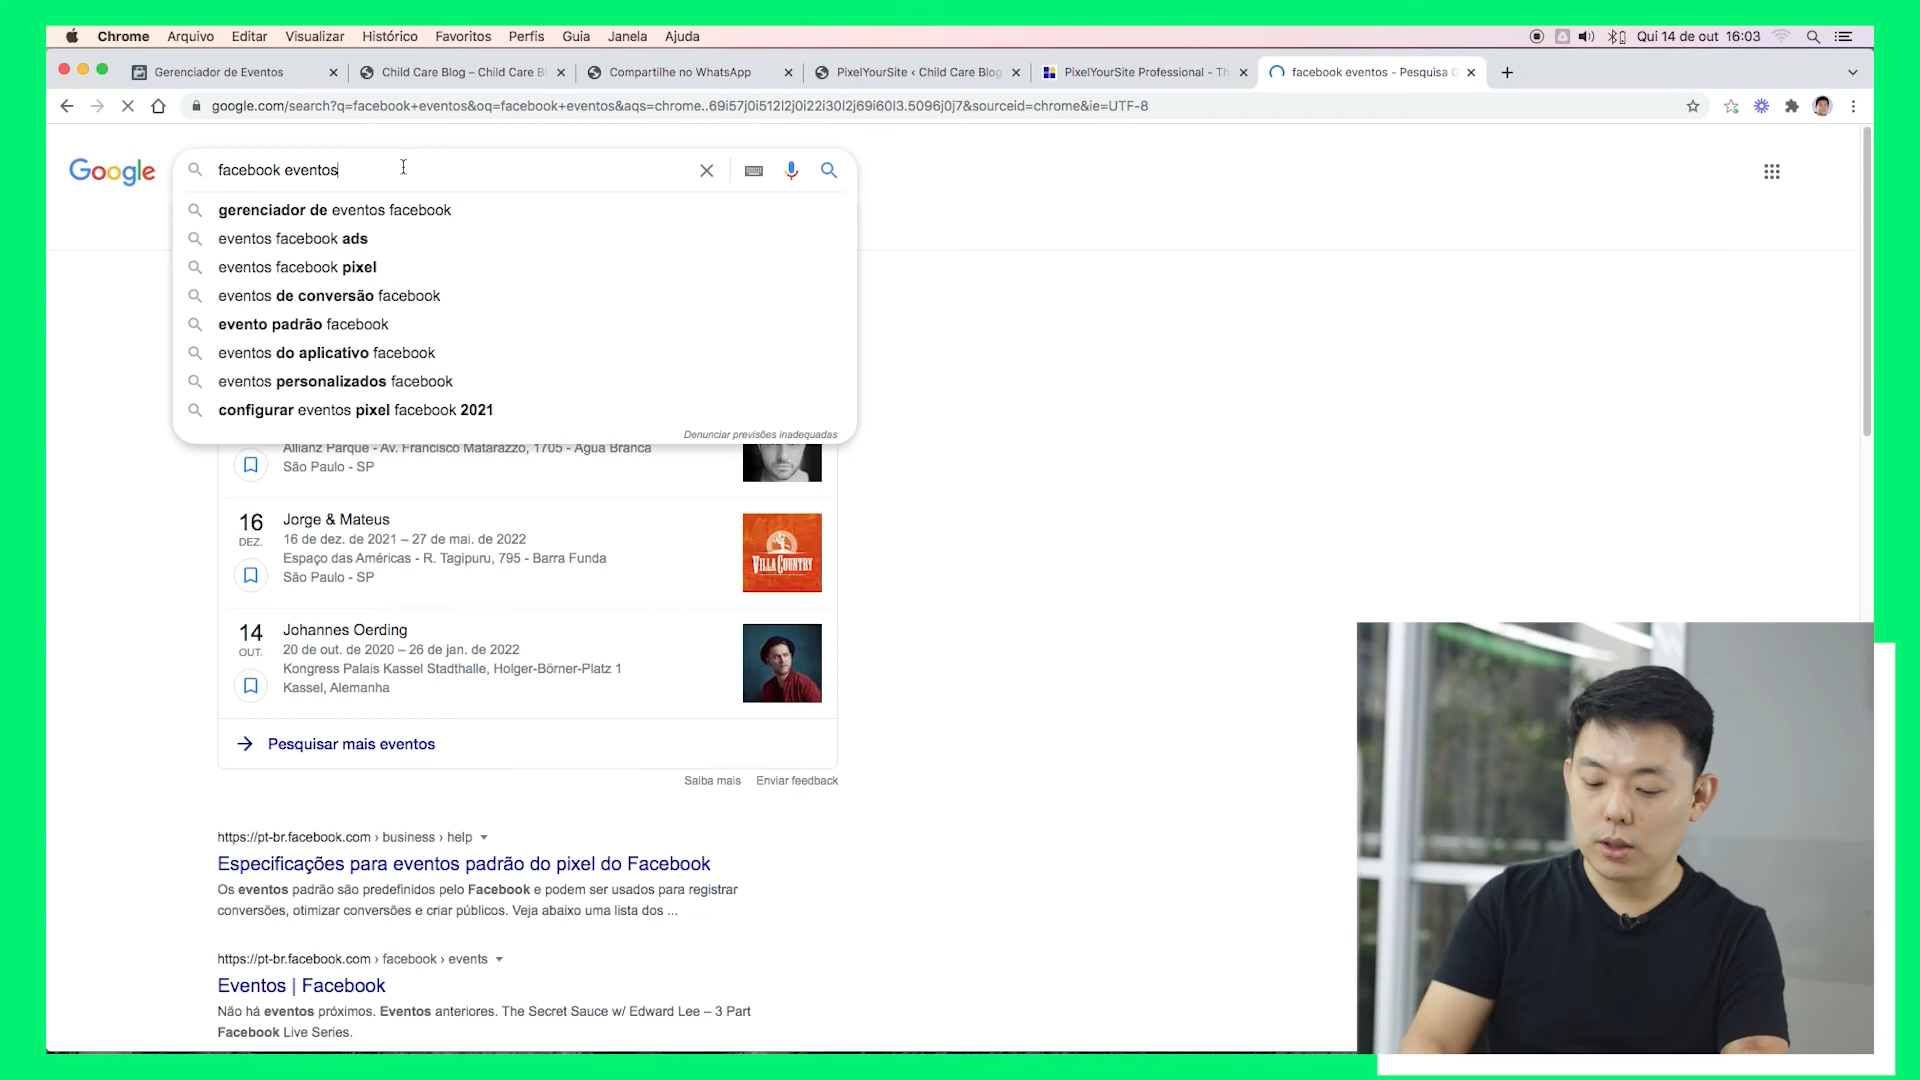 Chrome Arquivo Editar Visualizar Histórico Favoritos Perfis Guia Janela Ajuda Qui 14 de out 16:03
Gerenciador de Eventos Child Care Blog – Child Care B Compartilhe no WhatsApp PixelYourSite ‹ Child Care Blog PixelYourSite Professional - Th facebook eventos - Pesquisa G
google.com/search?q=facebook+eventos&oq=facebook+eventos&aqs=chrome..69i57j0i512l2j0i22i30l2j69i60l3.5096j0j7&sourceid=chrome&ie=UTF-8
Google facebook eventos
gerenciador de eventos facebook
eventos facebook ads
eventos facebook pixel
eventos de conversão facebook
evento padrão facebook
eventos do aplicativo facebook
eventos personalizados facebook
configurar eventos pixel facebook 2021
Denunciar previsões inadequadas
Allianz Parque - Av. Francisco Matarazzo, 1705 - Água Branca
São Paulo - SP
16 Jorge & Mateus
DEZ. 16 de dez. de 2021 – 27 de mai. de 2022
Espaço das Américas - R. Tagipuru, 795 - Barra Funda
São Paulo - SP
VILLA COUNTRY
14 Johannes Oerding
OUT. 20 de out. de 2020 – 26 de jan. de 2022
Kongress Palais Kassel Stadthalle, Holger-Börner-Platz 1
Kassel, Alemanha
Pesquisar mais eventos
Saiba mais Enviar feedback
https://pt-br.facebook.com › business › help
Especificações para eventos padrão do pixel do Facebook
Os eventos padrão são predefinidos pelo Facebook e podem ser usados para registrar
conversões, otimizar conversões e criar públicos. Veja abaixo uma lista dos ...
https://pt-br.facebook.com › facebook › events
Eventos | Facebook
Não há eventos próximos. Eventos anteriores. The Secret Sauce w/ Edward Lee – 3 Part
Facebook Live Series.